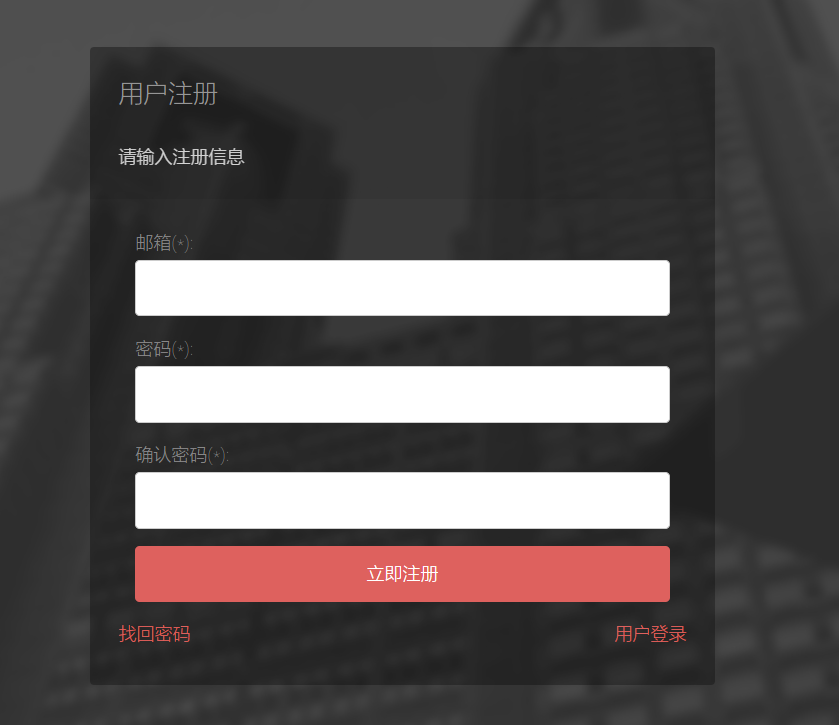 用户注册
请输入注册信息
邮箱(*):
密码(*):
确认密码(*):
立即注册
找回密码
用户登录